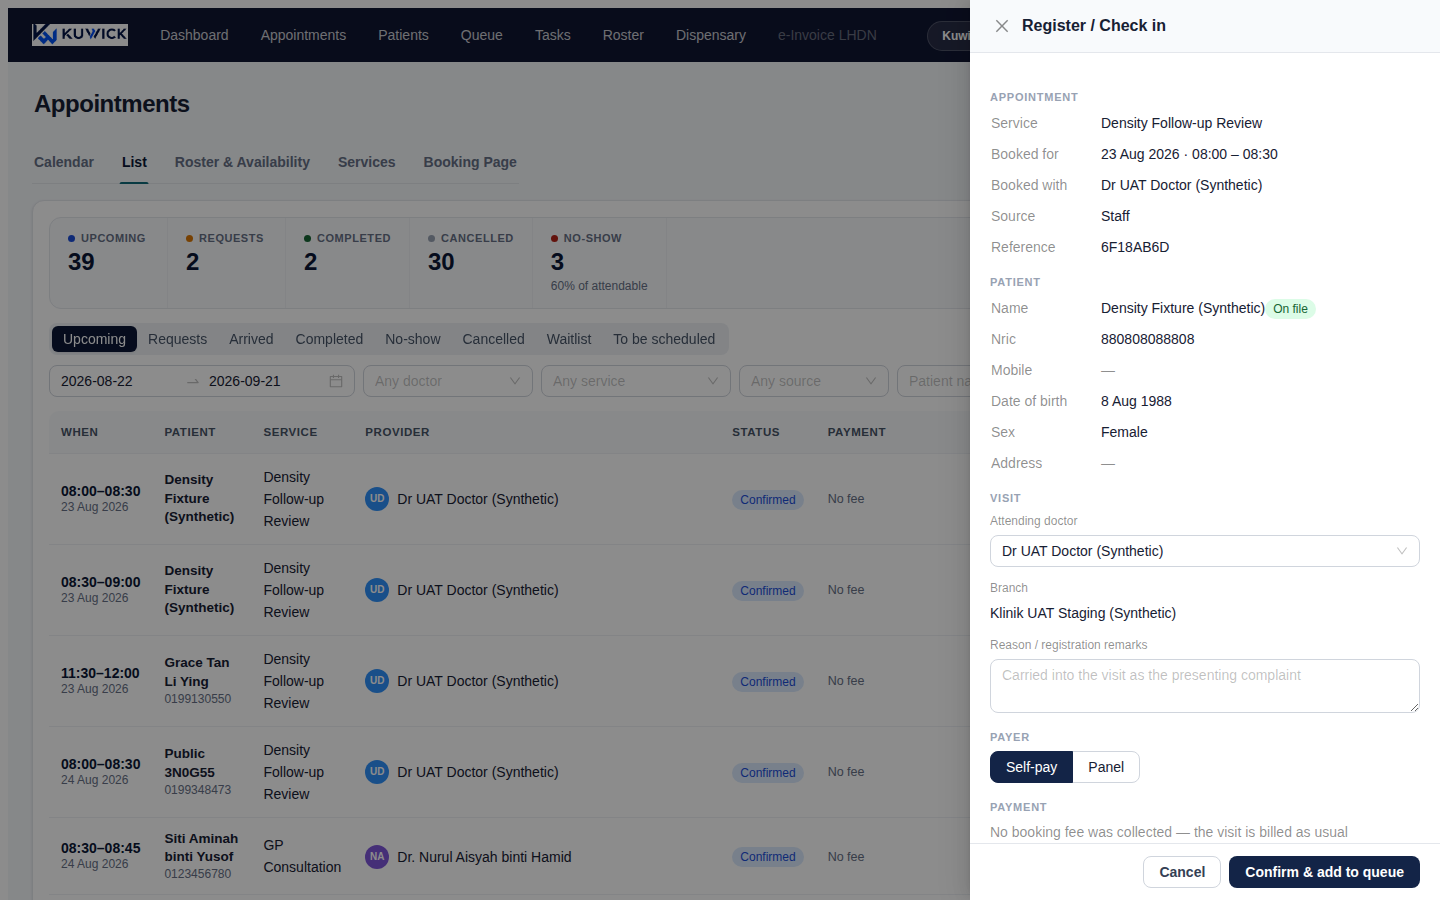 KUWICK
Dashboard
Appointments
Patients
Queue
Tasks
Roster
Dispensary
e-Invoice LHDN
Appointments
Calendar
List
Roster & Availability
Services
Booking Page
UPCOMING
39
REQUESTS
2
COMPLETED
2
CANCELLED
30
NO-SHOW
3
60% of attendable
Upcoming
Requests
Arrived
Completed
No-show
Cancelled
Waitlist
To be scheduled
2026-08-22 → 2026-09-21
Any doctor
Any service
Any source
WHEN PATIENT SERVICE PROVIDER STATUS PAYMENT
08:00–08:30
23 Aug 2026
Density
Fixture
(Synthetic)
Density
Follow-up
Review
UD Dr UAT Doctor (Synthetic)
Confirmed
No fee
08:30–09:00
23 Aug 2026
Density
Fixture
(Synthetic)
Density
Follow-up
Review
UD Dr UAT Doctor (Synthetic)
Confirmed
No fee
11:30–12:00
23 Aug 2026
Grace Tan
Li Ying
0199130550
Density
Follow-up
Review
UD Dr UAT Doctor (Synthetic)
Confirmed
No fee
08:00–08:30
24 Aug 2026
Public
3N0G55
0199348473
Density
Follow-up
Review
UD Dr UAT Doctor (Synthetic)
Confirmed
No fee
08:30–08:45
24 Aug 2026
Siti Aminah
binti Yusof
0123456780
GP
Consultation
NA Dr. Nurul Aisyah binti Hamid
Confirmed
No fee
Register / Check in
APPOINTMENT
Service Density Follow-up Review
Booked for 23 Aug 2026 · 08:00 – 08:30
Booked with Dr UAT Doctor (Synthetic)
Source Staff
Reference 6F18AB6D
PATIENT
Name Density Fixture (Synthetic) On file
Nric 880808088808
Mobile —
Date of birth 8 Aug 1988
Sex Female
Address —
VISIT
Attending doctor
Dr UAT Doctor (Synthetic)
Branch
Klinik UAT Staging (Synthetic)
Reason / registration remarks
Carried into the visit as the presenting complaint
PAYER
Self-pay Panel
PAYMENT
No booking fee was collected — the visit is billed as usual
Cancel Confirm & add to queue